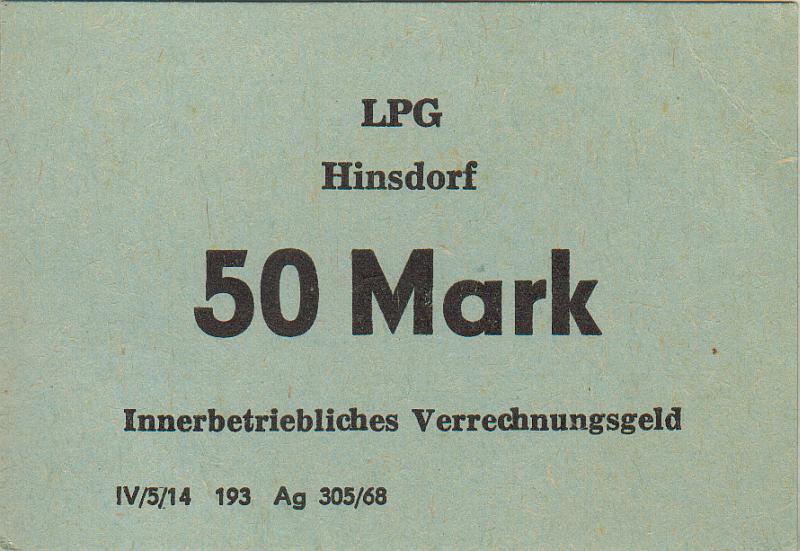 LPG
Hinsdorf
50 Mark
Innerbetriebliches Verrechnungsgeld
IV/5/14 193 Ag 305/68